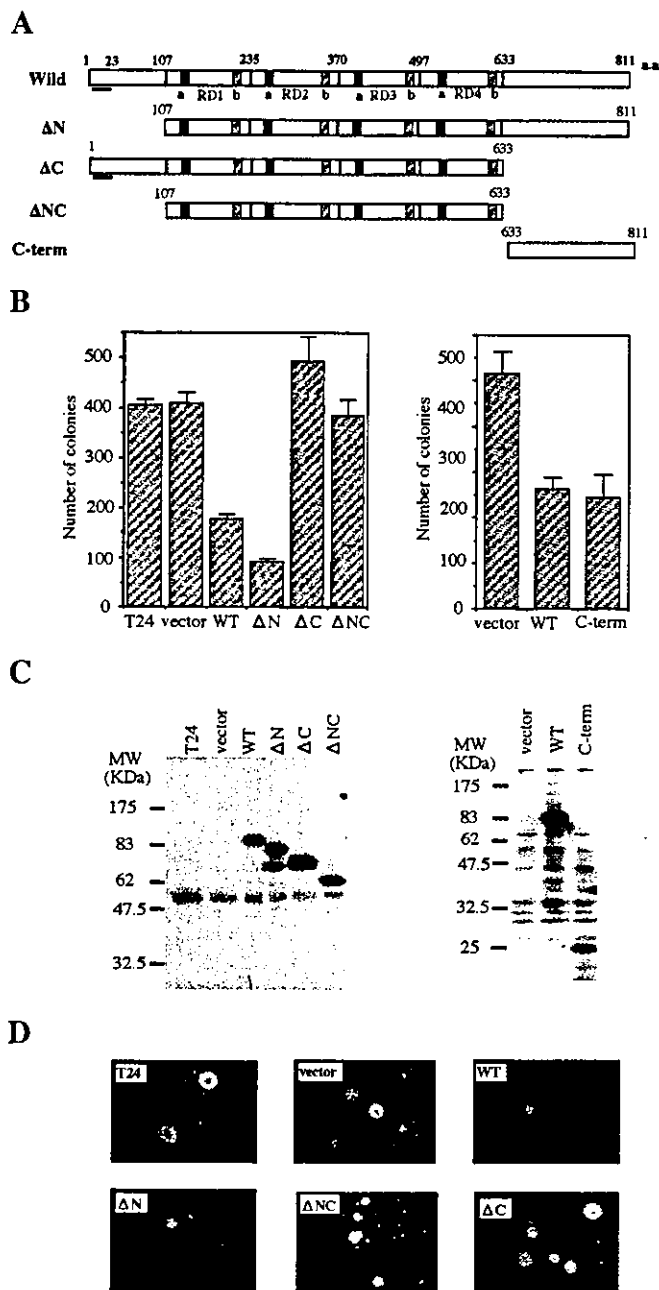 A
1 23 107 235 370 497 633 811 a.a
Wild
a RD1 b a RD2 b a RD3 b a RD4 b
107 811
ΔN
1 633
ΔC
107 633
ΔNC
633 811
C-term
B
500
400
300
200
100
0
Number of colonies
T24 vector WT ΔN ΔC ΔNC
500
400
300
200
100
0
Number of colonies
vector WT C-term
C
T24 vector WT ΔN ΔC ΔNC
MW
(KDa)
175
83
62
47.5
32.5
vector WT C-term
MW
(KDa)
175
83
62
47.5
32.5
25
D
T24 vector WT
ΔN ΔNC ΔC